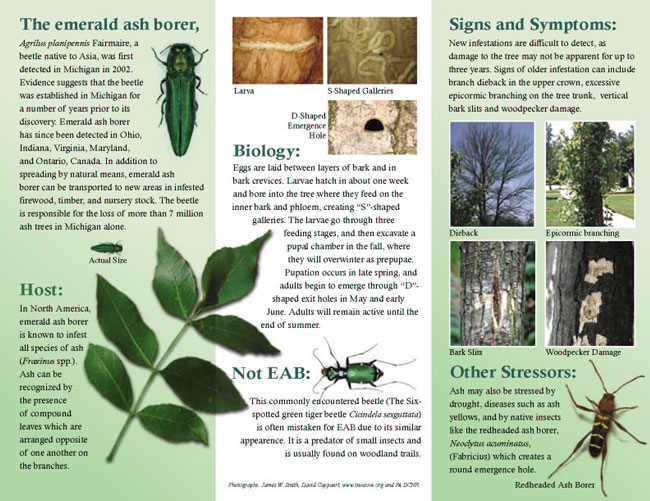 The emerald ash borer,
Agrilus planipennis Fairmaire, a
beetle native to Asia, was first
detected in Michigan in 2002.
Evidence suggests that the beetle
was established in Michigan for
a number of years prior to its
discovery. Emerald ash borer
has since been detected in Ohio,
Indiana, Virginia, Maryland,
and Ontario, Canada. In addition to
spreading by natural means, emerald ash
borer can be transported to new areas in infested
firewood, timber, and nursery stock. The beetle
is responsible for the loss of more than 7 million
ash trees in Michigan alone.
Actual Size
Host:
In North America,
emerald ash borer
is known to infest
all species of ash
(Fraxinus spp.).
Ash can be
recognized by
the presence
of compound
leaves which are
arranged opposite
of one another on
the branches.
Larva
S-Shaped Galleries
D-Shaped
Emergence
Hole
Biology:
Eggs are laid between layers of bark and in
bark crevices. Larvae hatch in about one week
and bore into the tree where they feed on the
inner bark and phloem, creating “S”-shaped
galleries. The larvae go through three
feeding stages, and then excavate a
pupal chamber in the fall, where
they will overwinter as prepupae.
Pupation occurs in late spring, and
adults begin to emerge through “D”-
shaped exit holes in May and early
June. Adults will remain active until the
end of summer.
Not EAB:
This commonly encountered beetle (The Six-
spotted green tiger beetle Cicindela sexguttata)
is often mistaken for EAB due to its similar
appearence. It is a predator of small insects and
is usually found on woodland trails.
Photographs: James W. Smith, David Cappaert, www.invasive.org and PA DCNR
Signs and Symptoms:
New infestations are difficult to detect, as
damage to the tree may not be apparent for up to
three years. Signs of older infestation can include
branch dieback in the upper crown, excessive
epicormic branching on the tree trunk, vertical
bark slits and woodpecker damage.
Dieback
Epicormic branching
Bark Slits
Woodpecker Damage
Other Stressors:
Ash may also be stressed by
drought, diseases such as ash
yellows, and by native insects
like the redheaded ash borer,
Neoclytus acuminatus,
(Fabricius) which creates a
round emergence hole.
Redheaded Ash Borer